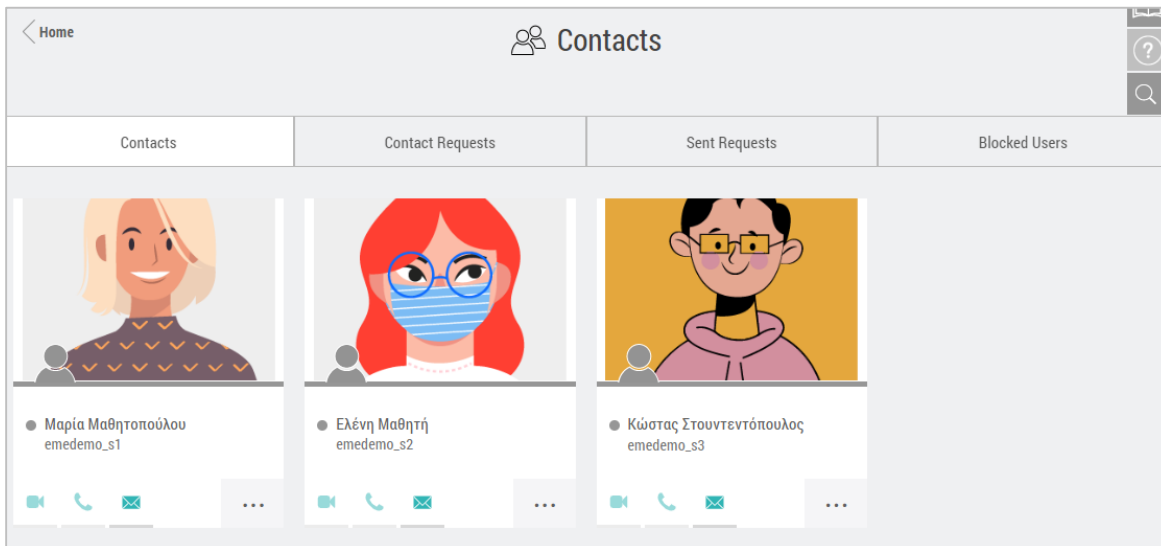 Home
Contacts
Contacts
Contact Requests
Sent Requests
Blocked Users
Μαρία Μαθητοπούλου
emedemo_s1
Ελένη Μαθητή
emedemo_s2
Κώστας Στουντεντόπουλος
emedemo_s3